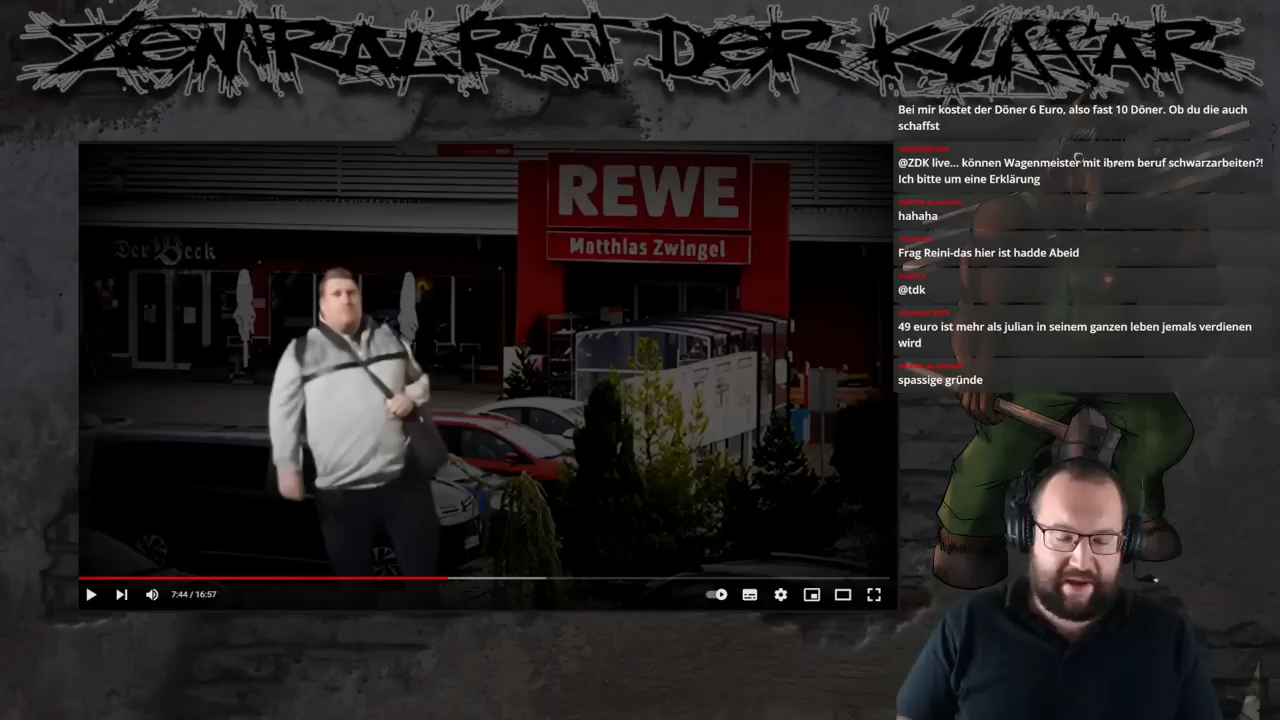 ZENTRALRAT DER KUFFAR
Bei mir kostet der Döner 6 Euro, also fast 10 Döner. Ob du die auch
schaffst
@ZDK live... können Wagenmeister mit ihrem beruf schwarzarbeiten?!
Ich bitte um eine Erklärung
hahaha
Frag Reini-das hier ist hadde Abeid
@tdk
49 euro ist mehr als julian in seinem ganzen leben jemals verdienen
wird
spassige gründe
REWE
Matthias Zwingel
Der Beck
7:44 / 16:57